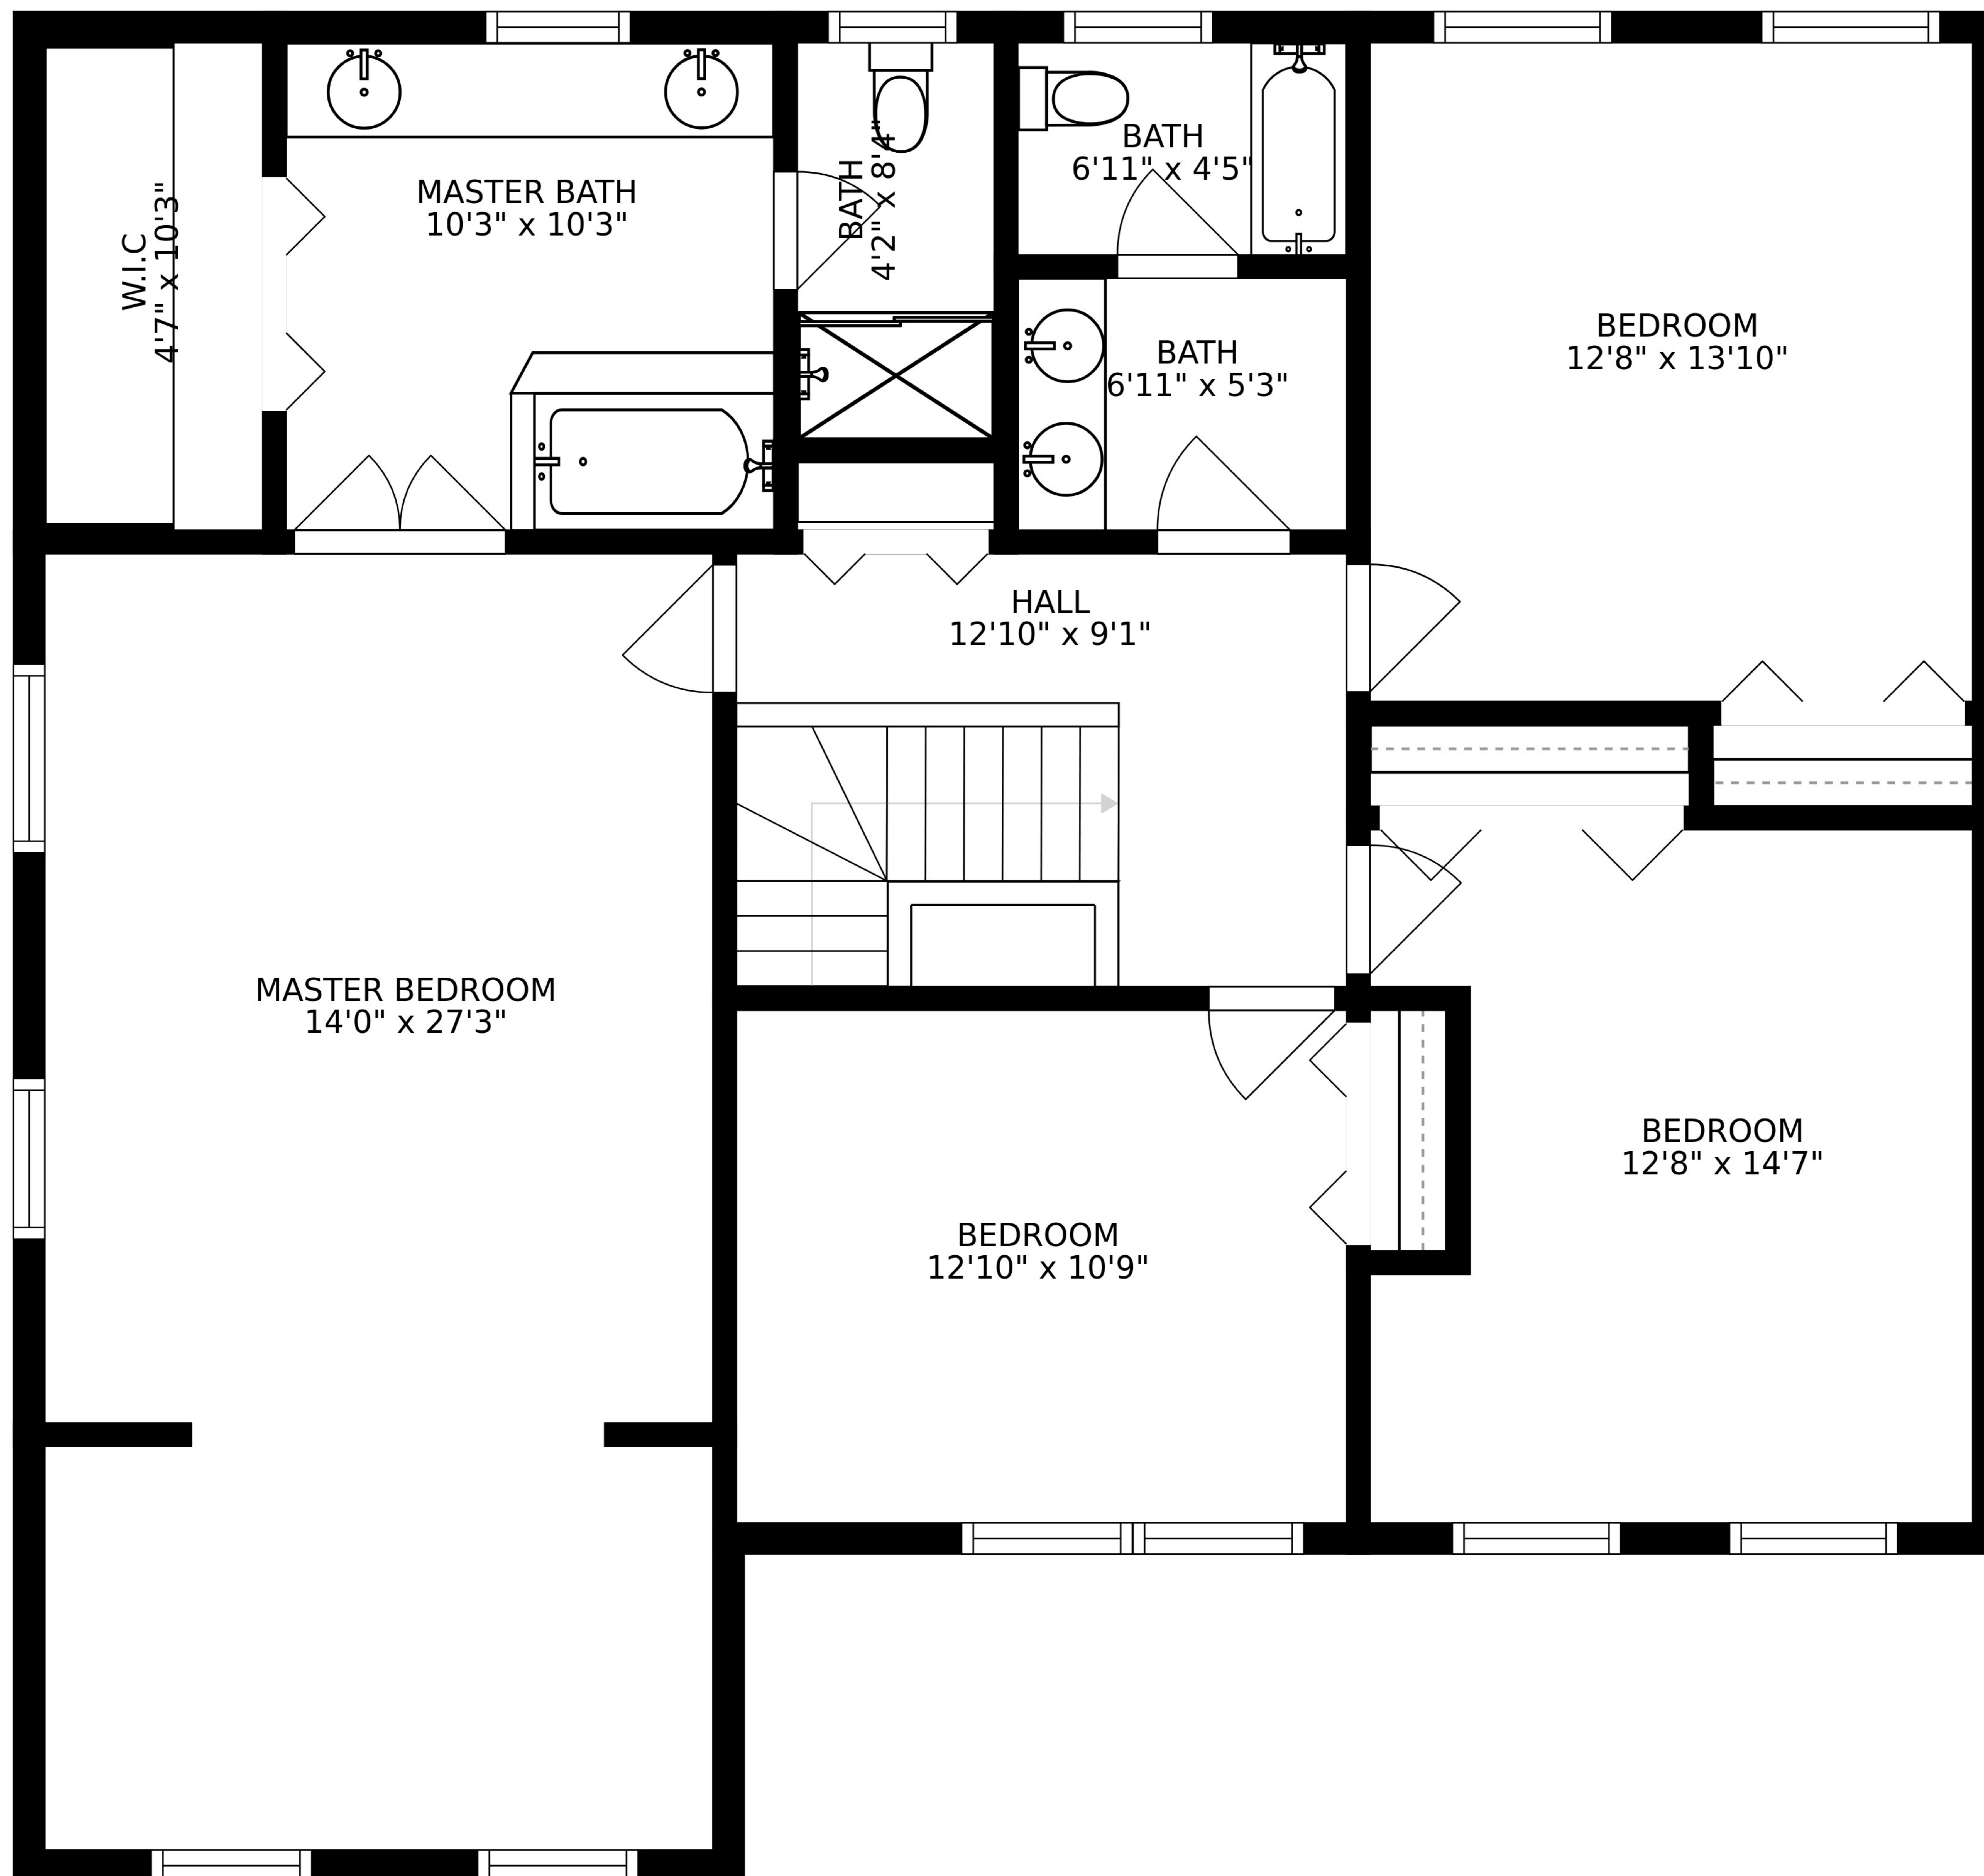 W.I.C
4'7" x 10'3"
MASTER BATH
10'3" x 10'3"
BATH
4'2" x 8'4"
BATH
6'11" x 4'5"
BATH
6'11" x 5'3"
BEDROOM
12'8" x 13'10"
HALL
12'10" x 9'1"
MASTER BEDROOM
14'0" x 27'3"
BEDROOM
12'10" x 10'9"
BEDROOM
12'8" x 14'7"